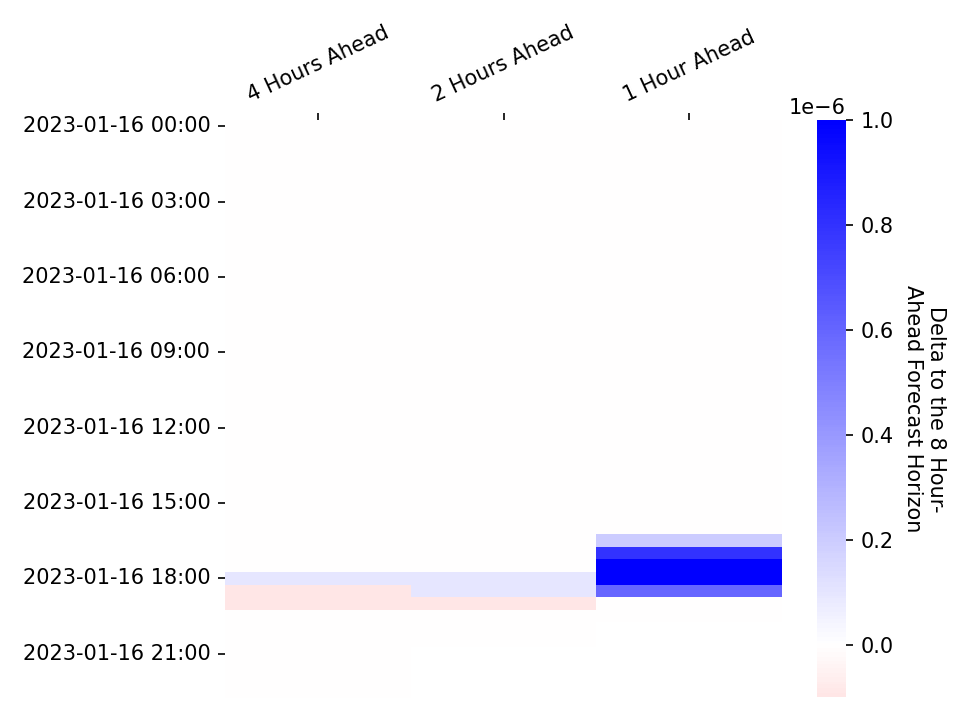 4 Hours Ahead
2 Hours Ahead
1 Hour Ahead
2023-01-16 00:00
2023-01-16 03:00
2023-01-16 06:00
2023-01-16 09:00
2023-01-16 12:00
2023-01-16 15:00
2023-01-16 18:00
2023-01-16 21:00
1e−6
1.0
0.8
0.6
0.4
0.2
0.0
Delta to the 8 Hour-
Ahead Forecast Horizon